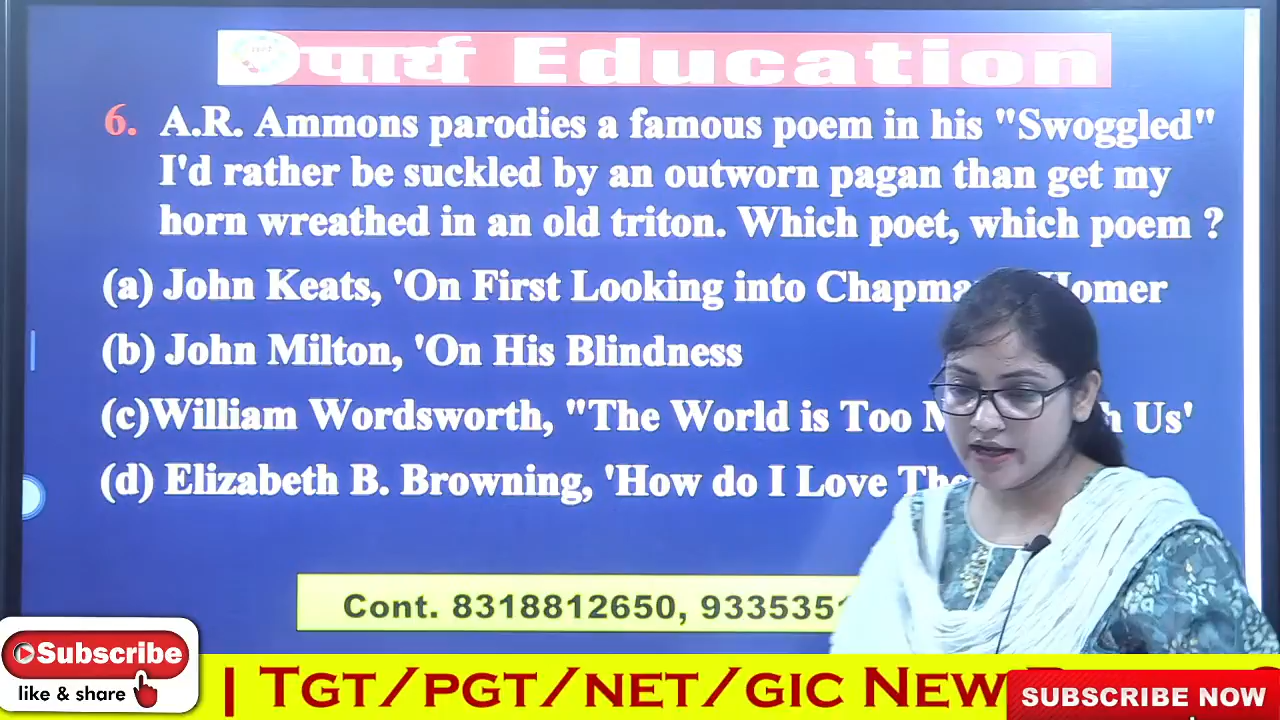 पार्थ Education
6. A.R. Ammons parodies a famous poem in his "Swoggled"
I'd rather be suckled by an outworn pagan than get my
horn wreathed in an old triton. Which poet, which poem ?
(a) John Keats, 'On First Looking into Homer
(b) John Milton, 'On His Blindness
(c)William Wordsworth, "The World is Too Us'
(d) Elizabeth B. Browning, 'How do I Love
Cont. 8318812650,
Subscribe
like & share
| TGT/PGT/NET/GIC NEW
SUBSCRIBE NOW